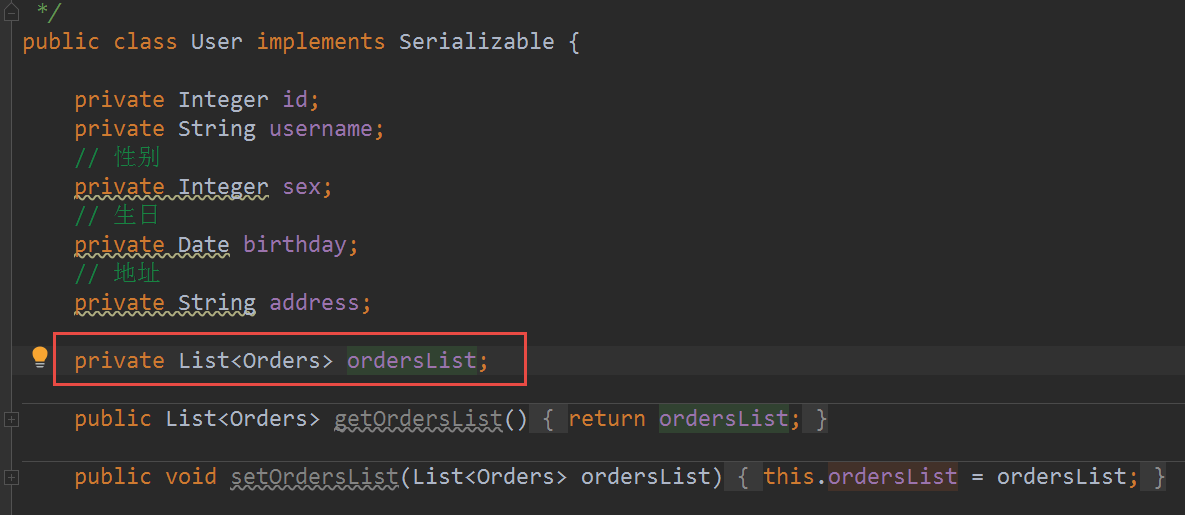 */
public class User implements Serializable {
private Integer id;
private String username;
// 性别
private Integer sex;
// 生日
private Date birthday;
// 地址
private String address;
private List<Orders> ordersList;
public List<Orders> getOrdersList() { return ordersList; }
public void setOrdersList(List<Orders> ordersList) { this.ordersList = ordersList; }